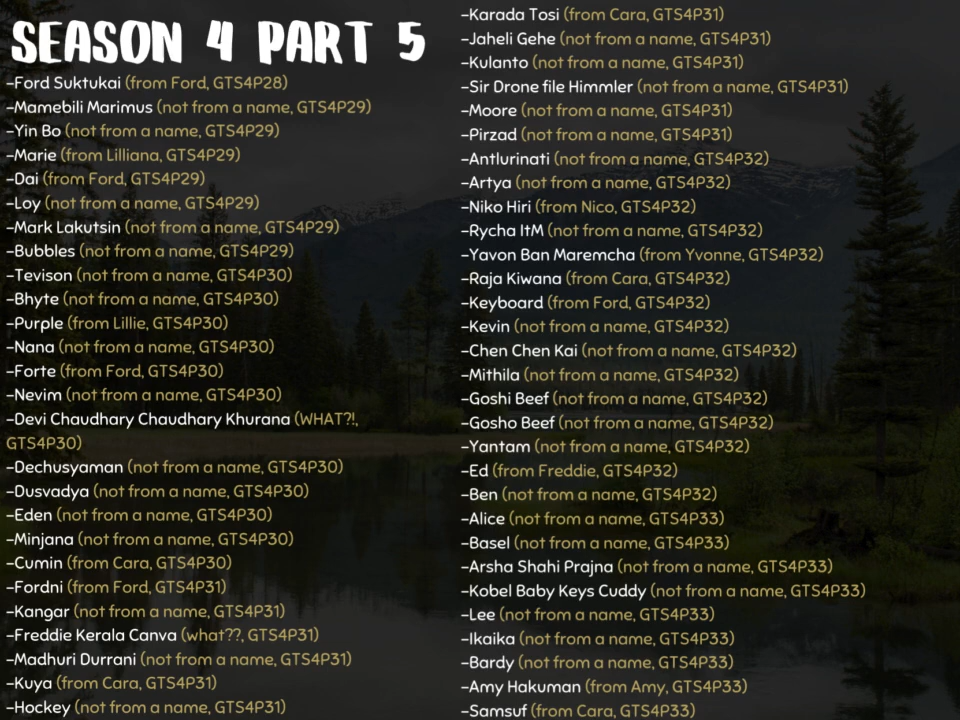 SEASON 4 PART 5
-Ford Suktukai (from Ford, GTS4P28)
-Mamebili Marimus (not from a name, GTS4P29)
-Yin Bo (not from a name, GTS4P29)
-Marie (from Lilliana, GTS4P29)
-Dai (from Ford, GTS4P29)
-Loy (not from a name, GTS4P29)
-Mark Lakutsin (not from a name, GTS4P29)
-Bubbles (not from a name, GTS4P29)
-Tevison (not from a name, GTS4P30)
-Bhyte (not from a name, GTS4P30)
-Purple (from Lillie, GTS4P30)
-Nana (not from a name, GTS4P30)
-Forte (from Ford, GTS4P30)
-Nevim (not from a name, GTS4P30)
-Devi Chaudhary Chaudhary Khurana (WHAT?!,
GTS4P30)
-Dechusyaman (not from a name, GTS4P30)
-Dusvadya (not from a name, GTS4P30)
-Eden (not from a name, GTS4P30)
-Minjana (not from a name, GTS4P30)
-Cumin (from Cara, GTS4P30)
-Fordni (from Ford, GTS4P31)
-Kangar (not from a name, GTS4P31)
-Freddie Kerala Canva (what??, GTS4P31)
-Madhuri Durrani (not from a name, GTS4P31)
-Kuya (from Cara, GTS4P31)
-Hockey (not from a name, GTS4P31)
-Karada Tosi (from Cara, GTS4P31)
-Jaheli Gehe (not from a name, GTS4P31)
-Kulanto (not from a name, GTS4P31)
-Sir Drone file Himmler (not from a name, GTS4P31)
-Moore (not from a name, GTS4P31)
-Pirzad (not from a name, GTS4P31)
-Antlurinati (not from a name, GTS4P32)
-Artya (not from a name, GTS4P32)
-Niko Hiri (from Nico, GTS4P32)
-Rycha ItM (not from a name, GTS4P32)
-Yavon Ban Maremcha (from Yvonne, GTS4P32)
-Raja Kiwana (from Cara, GTS4P32)
-Keyboard (from Ford, GTS4P32)
-Kevin (not from a name, GTS4P32)
-Chen Chen Kai (not from a name, GTS4P32)
-Mithila (not from a name, GTS4P32)
-Goshi Beef (not from a name, GTS4P32)
-Gosho Beef (not from a name, GTS4P32)
-Yantam (not from a name, GTS4P32)
-Ed (from Freddie, GTS4P32)
-Ben (not from a name, GTS4P32)
-Alice (not from a name, GTS4P33)
-Basel (not from a name, GTS4P33)
-Arsha Shahi Prajna (not from a name, GTS4P33)
-Kobel Baby Keys Cuddy (not from a name, GTS4P33)
-Lee (not from a name, GTS4P33)
-Ikaika (not from a name, GTS4P33)
-Bardy (not from a name, GTS4P33)
-Amy Hakuman (from Amy, GTS4P33)
-Samsuf (from Cara, GTS4P33)